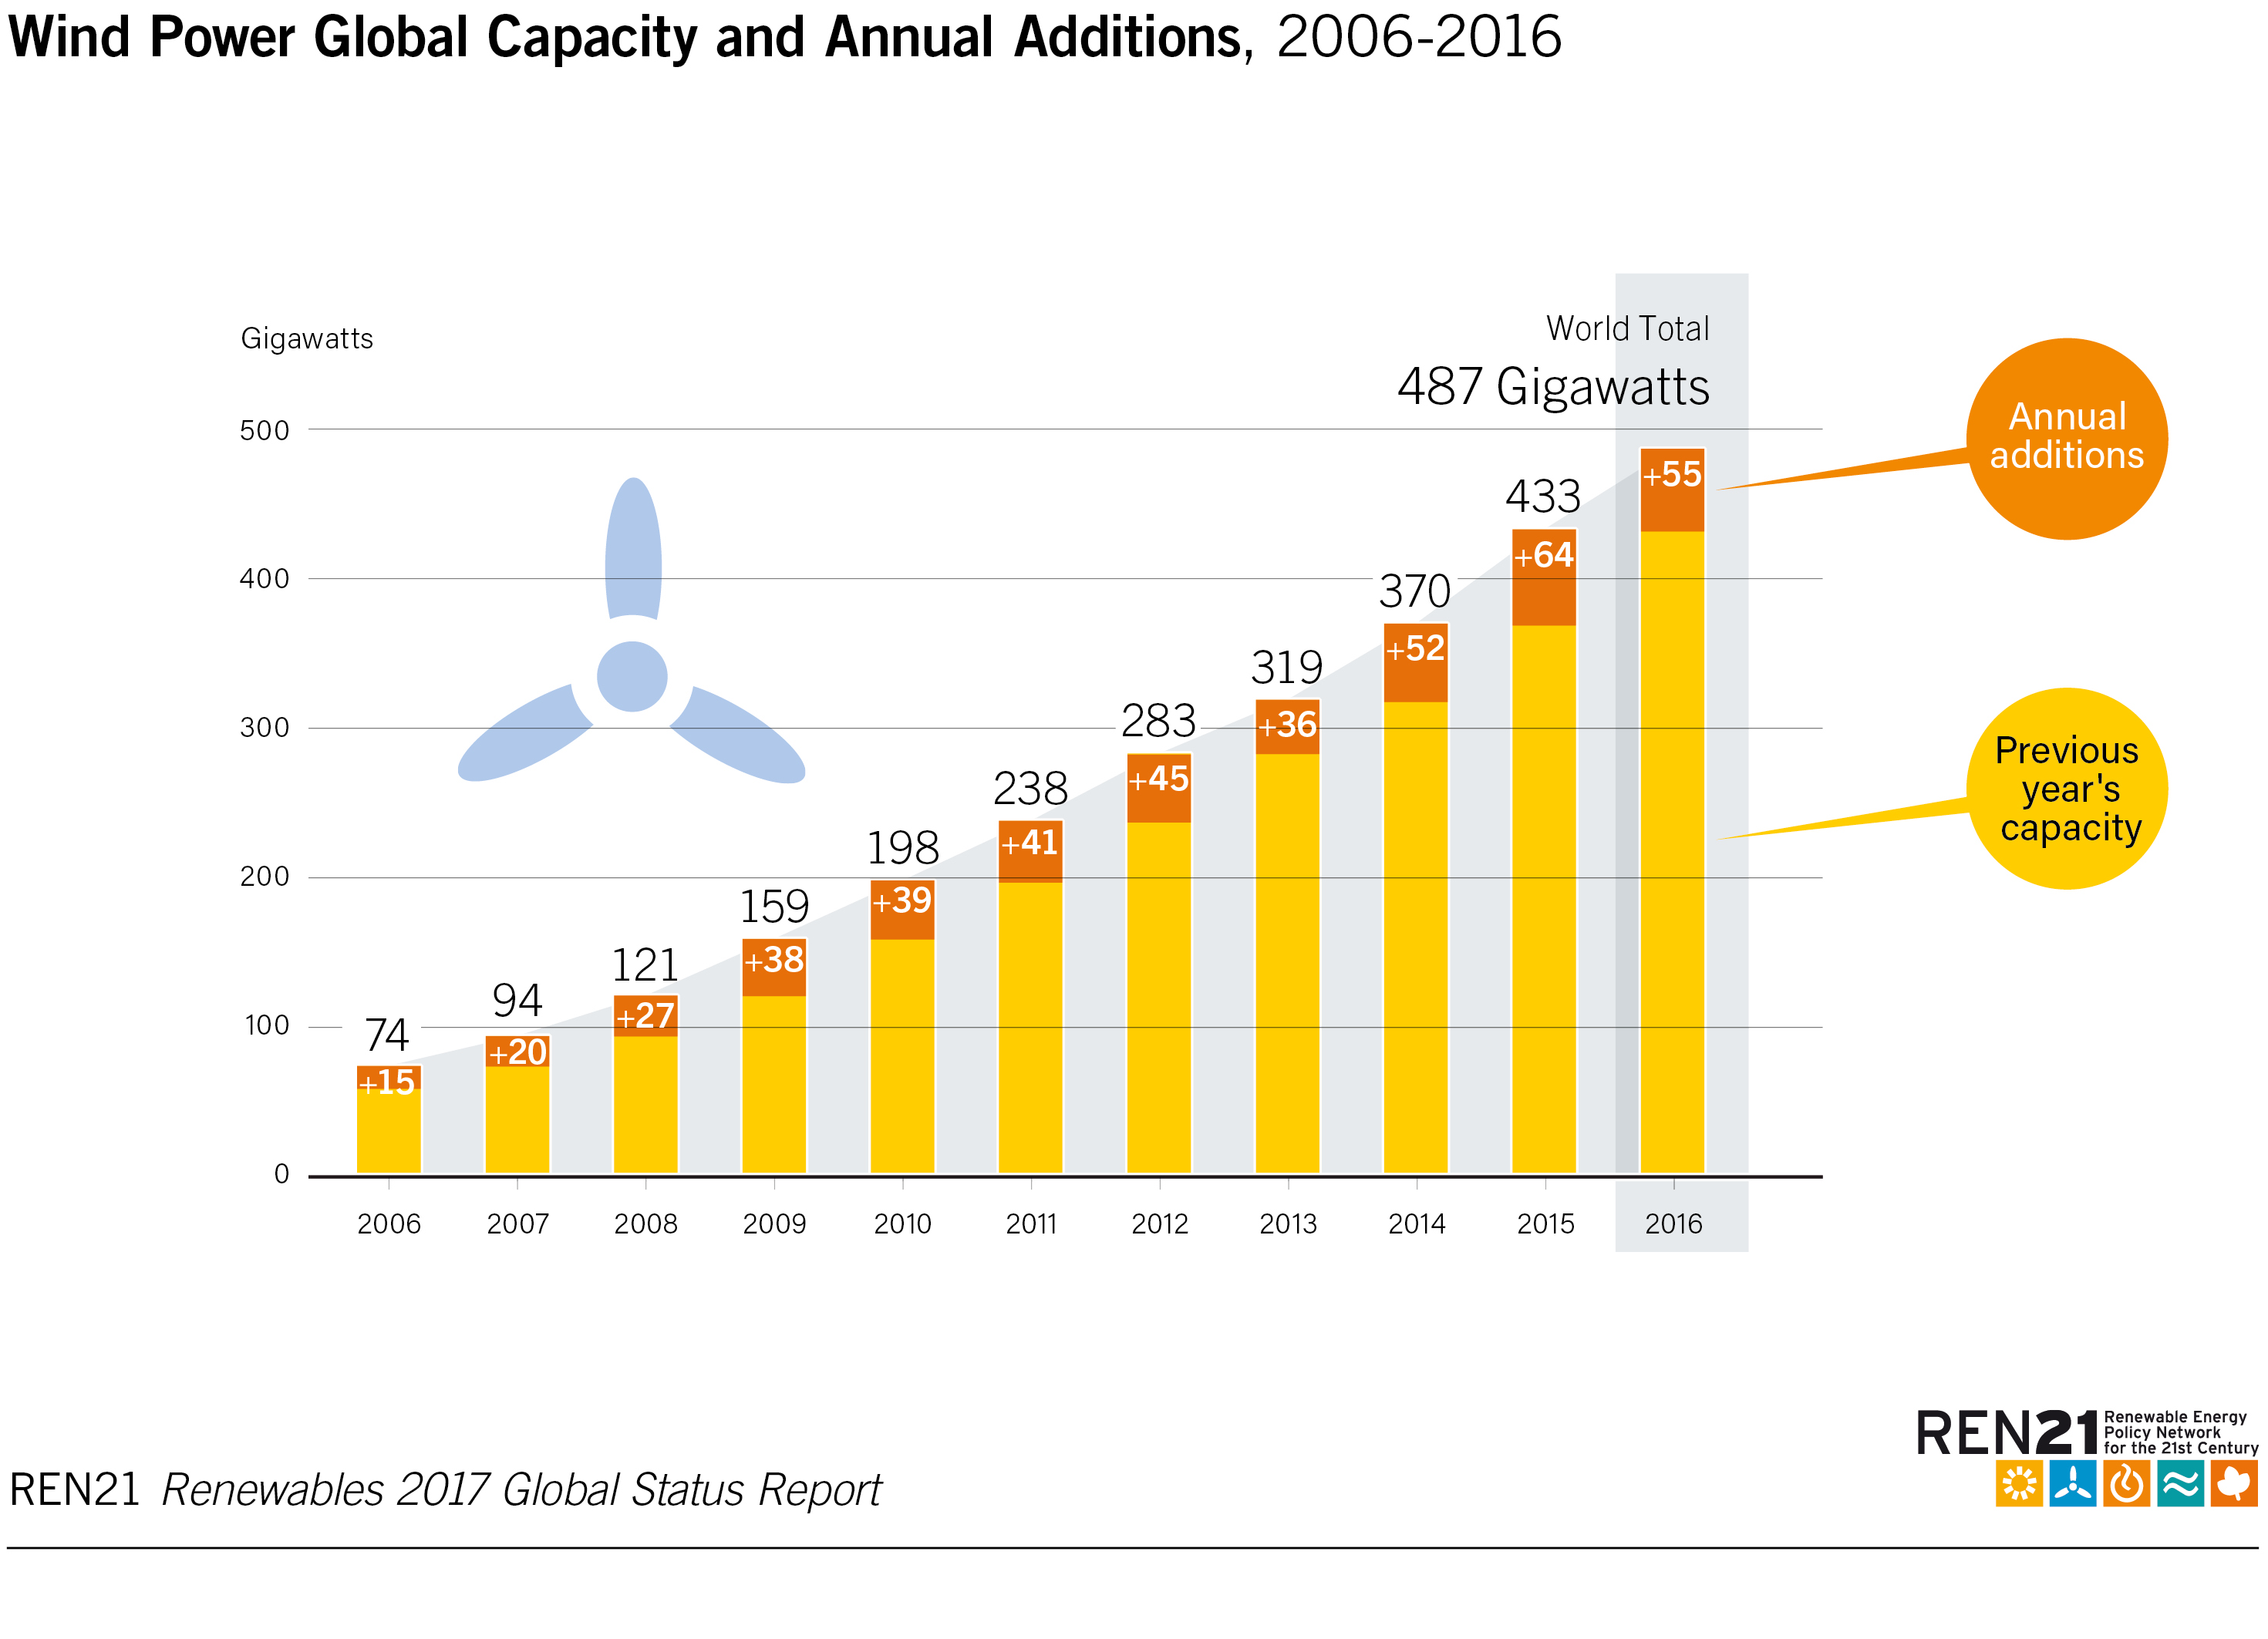 Wind Power Global Capacity and Annual Additions, 2006-2016
Gigawatts
World Total
487 Gigawatts
500
400
300
200
100
0
74
+15
94
+20
121
+27
159
+38
198
+39
238
+41
283
+45
319
+36
370
+52
433
+64
+55
2006 2007 2008 2009 2010 2011 2012 2013 2014 2015 2016
Annual
additions
Previous
year's
capacity
REN21 Renewables 2017 Global Status Report
REN21
Renewable Energy
Policy Network
for the 21st Century